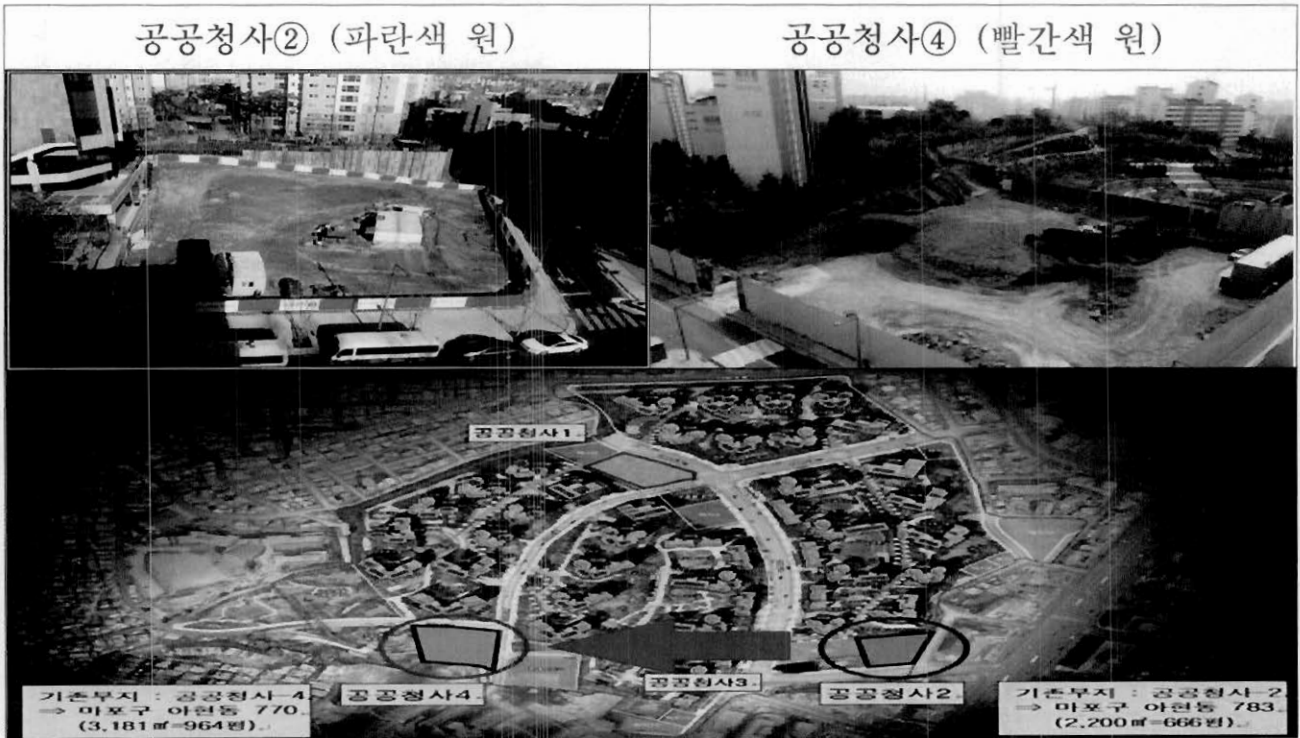 공공청사② (파란색 원)
공공청사④ (빨간색 원)
공공청사1
공공청사4
공공청사3
공공청사2
기존부지 : 공공청사-4
⇒ 마포구 아현동 770
(3,181㎡=964평)
기존부지 : 공공청사-2
⇒ 마포구 아현동 783
(2,200㎡=666평)